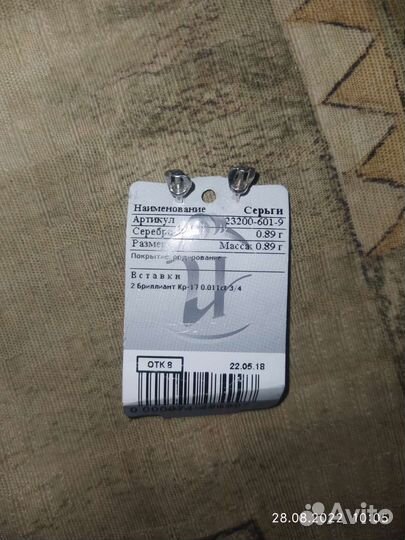 Наименование Серьги
Артикул 23200-601-9
Серебро 0.89 г
Размер Масса: 0.89 г
Покрытие: родирование
Вставки
2 Бриллиант Кр-17 0.011ct 3/4
ОТК 8 22.05.18
28.08.2022 10:05
Avito